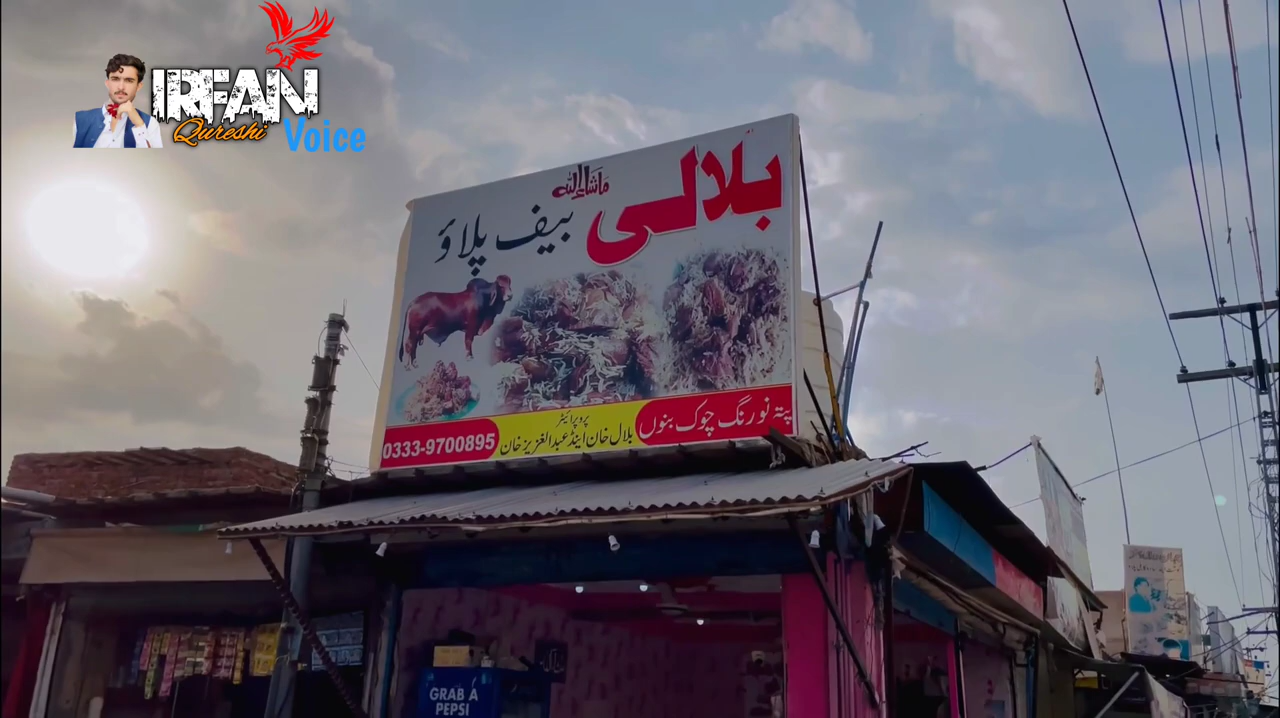 IRFAN
Qureshi Voice
ماشاءاللہ
بلالی
بیف پلاؤ
پروپرائیٹر
پتہ نورنگ چوک بنوں
بلال خان اینڈ عبدالعزیز خان
0333-9700895
GRAB A
PEPSI